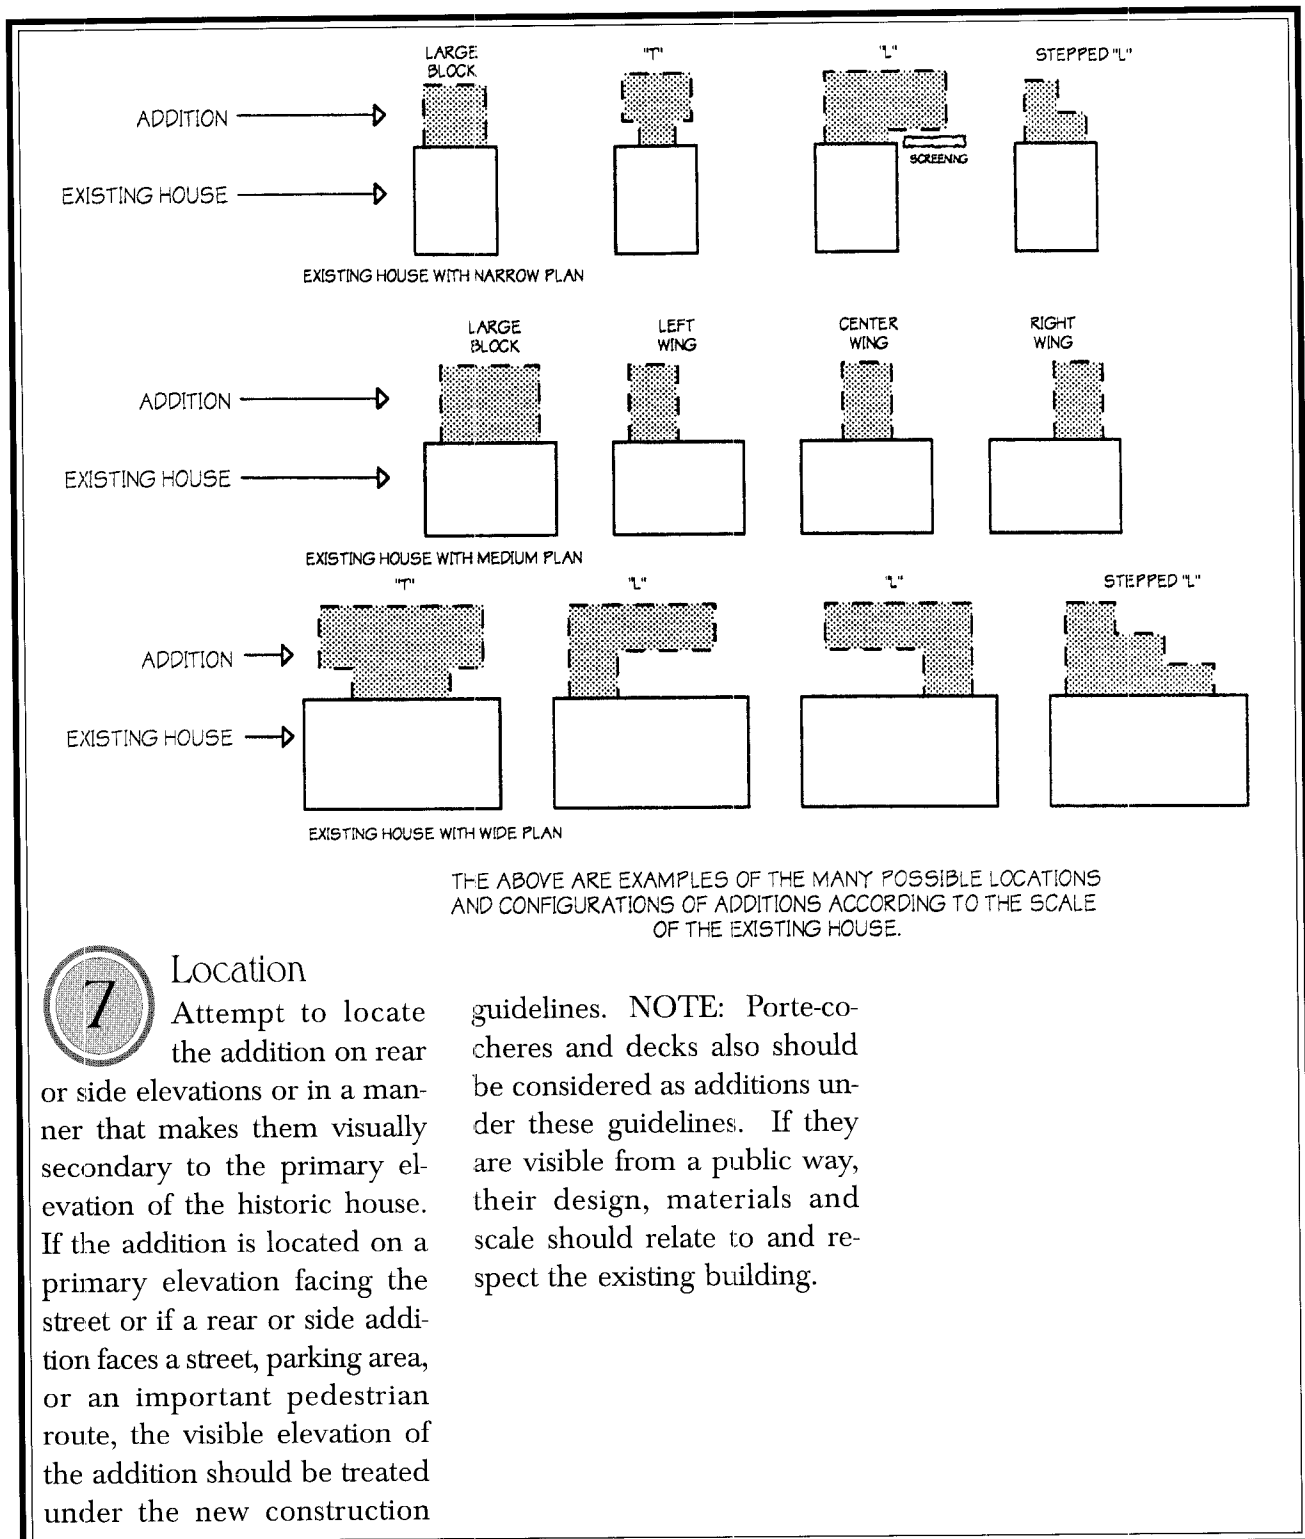 LARGE
BLOCK
"T"
"L"
STEPPED "L"
ADDITION
SCREENING
EXISTING HOUSE
EXISTING HOUSE WITH NARROW PLAN
LARGE
BLOCK
LEFT
WING
CENTER
WING
RIGHT
WING
ADDITION
EXISTING HOUSE
EXISTING HOUSE WITH MEDIUM PLAN
"T"
"L"
"L"
STEPPED "L"
ADDITION
EXISTING HOUSE
EXISTING HOUSE WITH WIDE PLAN
THE ABOVE ARE EXAMPLES OF THE MANY POSSIBLE LOCATIONS
AND CONFIGURATIONS OF ADDITIONS ACCORDING TO THE SCALE
OF THE EXISTING HOUSE.
7
Location
Attempt to locate
the addition on rear
or side elevations or in a man-
ner that makes them visually
secondary to the primary el-
evation of the historic house.
If the addition is located on a
primary elevation facing the
street or if a rear or side addi-
tion faces a street, parking area,
or an important pedestrian
route, the visible elevation of
the addition should be treated
under the new construction
guidelines. NOTE: Porte-co-
cheres and decks also should
be considered as additions un-
der these guidelines. If they
are visible from a public way,
their design, materials and
scale should relate to and re-
spect the existing building.